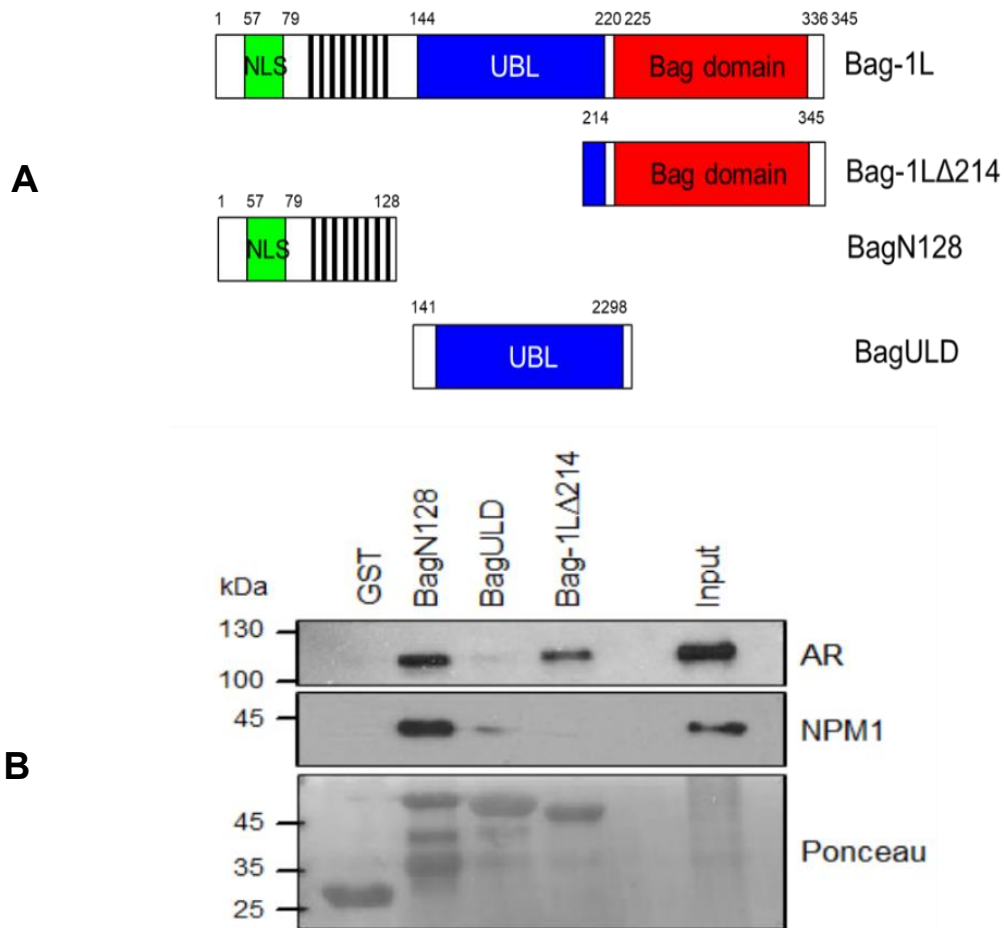 1 57 79 144 220 225 336 345
NLS UBL Bag domain Bag-1L
214 345
A
Bag domain Bag-1LΔ214
1 57 79 128
NLS BagN128
141 2298
UBL BagULD
GST BagN128 BagULD Bag-1LΔ214 Input
kDa
130
AR
100
45
NPM1
B
45
Ponceau
35
25